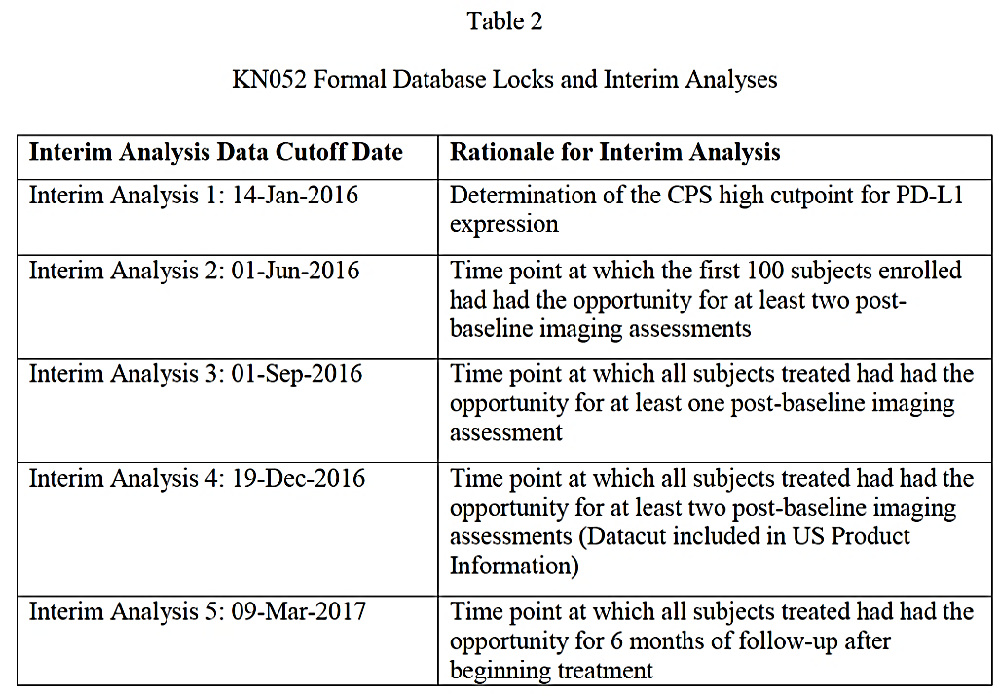 Table 2
KN052 Formal Database Locks and Interim Analyses
Interim Analysis Data Cutoff Date
Rationale for Interim Analysis
Interim Analysis 1: 14-Jan-2016
Determination of the CPS high cutpoint for PD-L1
expression
Interim Analysis 2: 01-Jun-2016
Time point at which the first 100 subjects enrolled
had had the opportunity for at least two post-
baseline imaging assessments
Interim Analysis 3: 01-Sep-2016
Time point at which all subjects treated had had the
opportunity for at least one post-baseline imaging
assessment
Interim Analysis 4: 19-Dec-2016
Time point at which all subjects treated had had the
opportunity for at least two post-baseline imaging
assessments (Datacut included in US Product
Information)
Interim Analysis 5: 09-Mar-2017
Time point at which all subjects treated had had the
opportunity for 6 months of follow-up after
beginning treatment